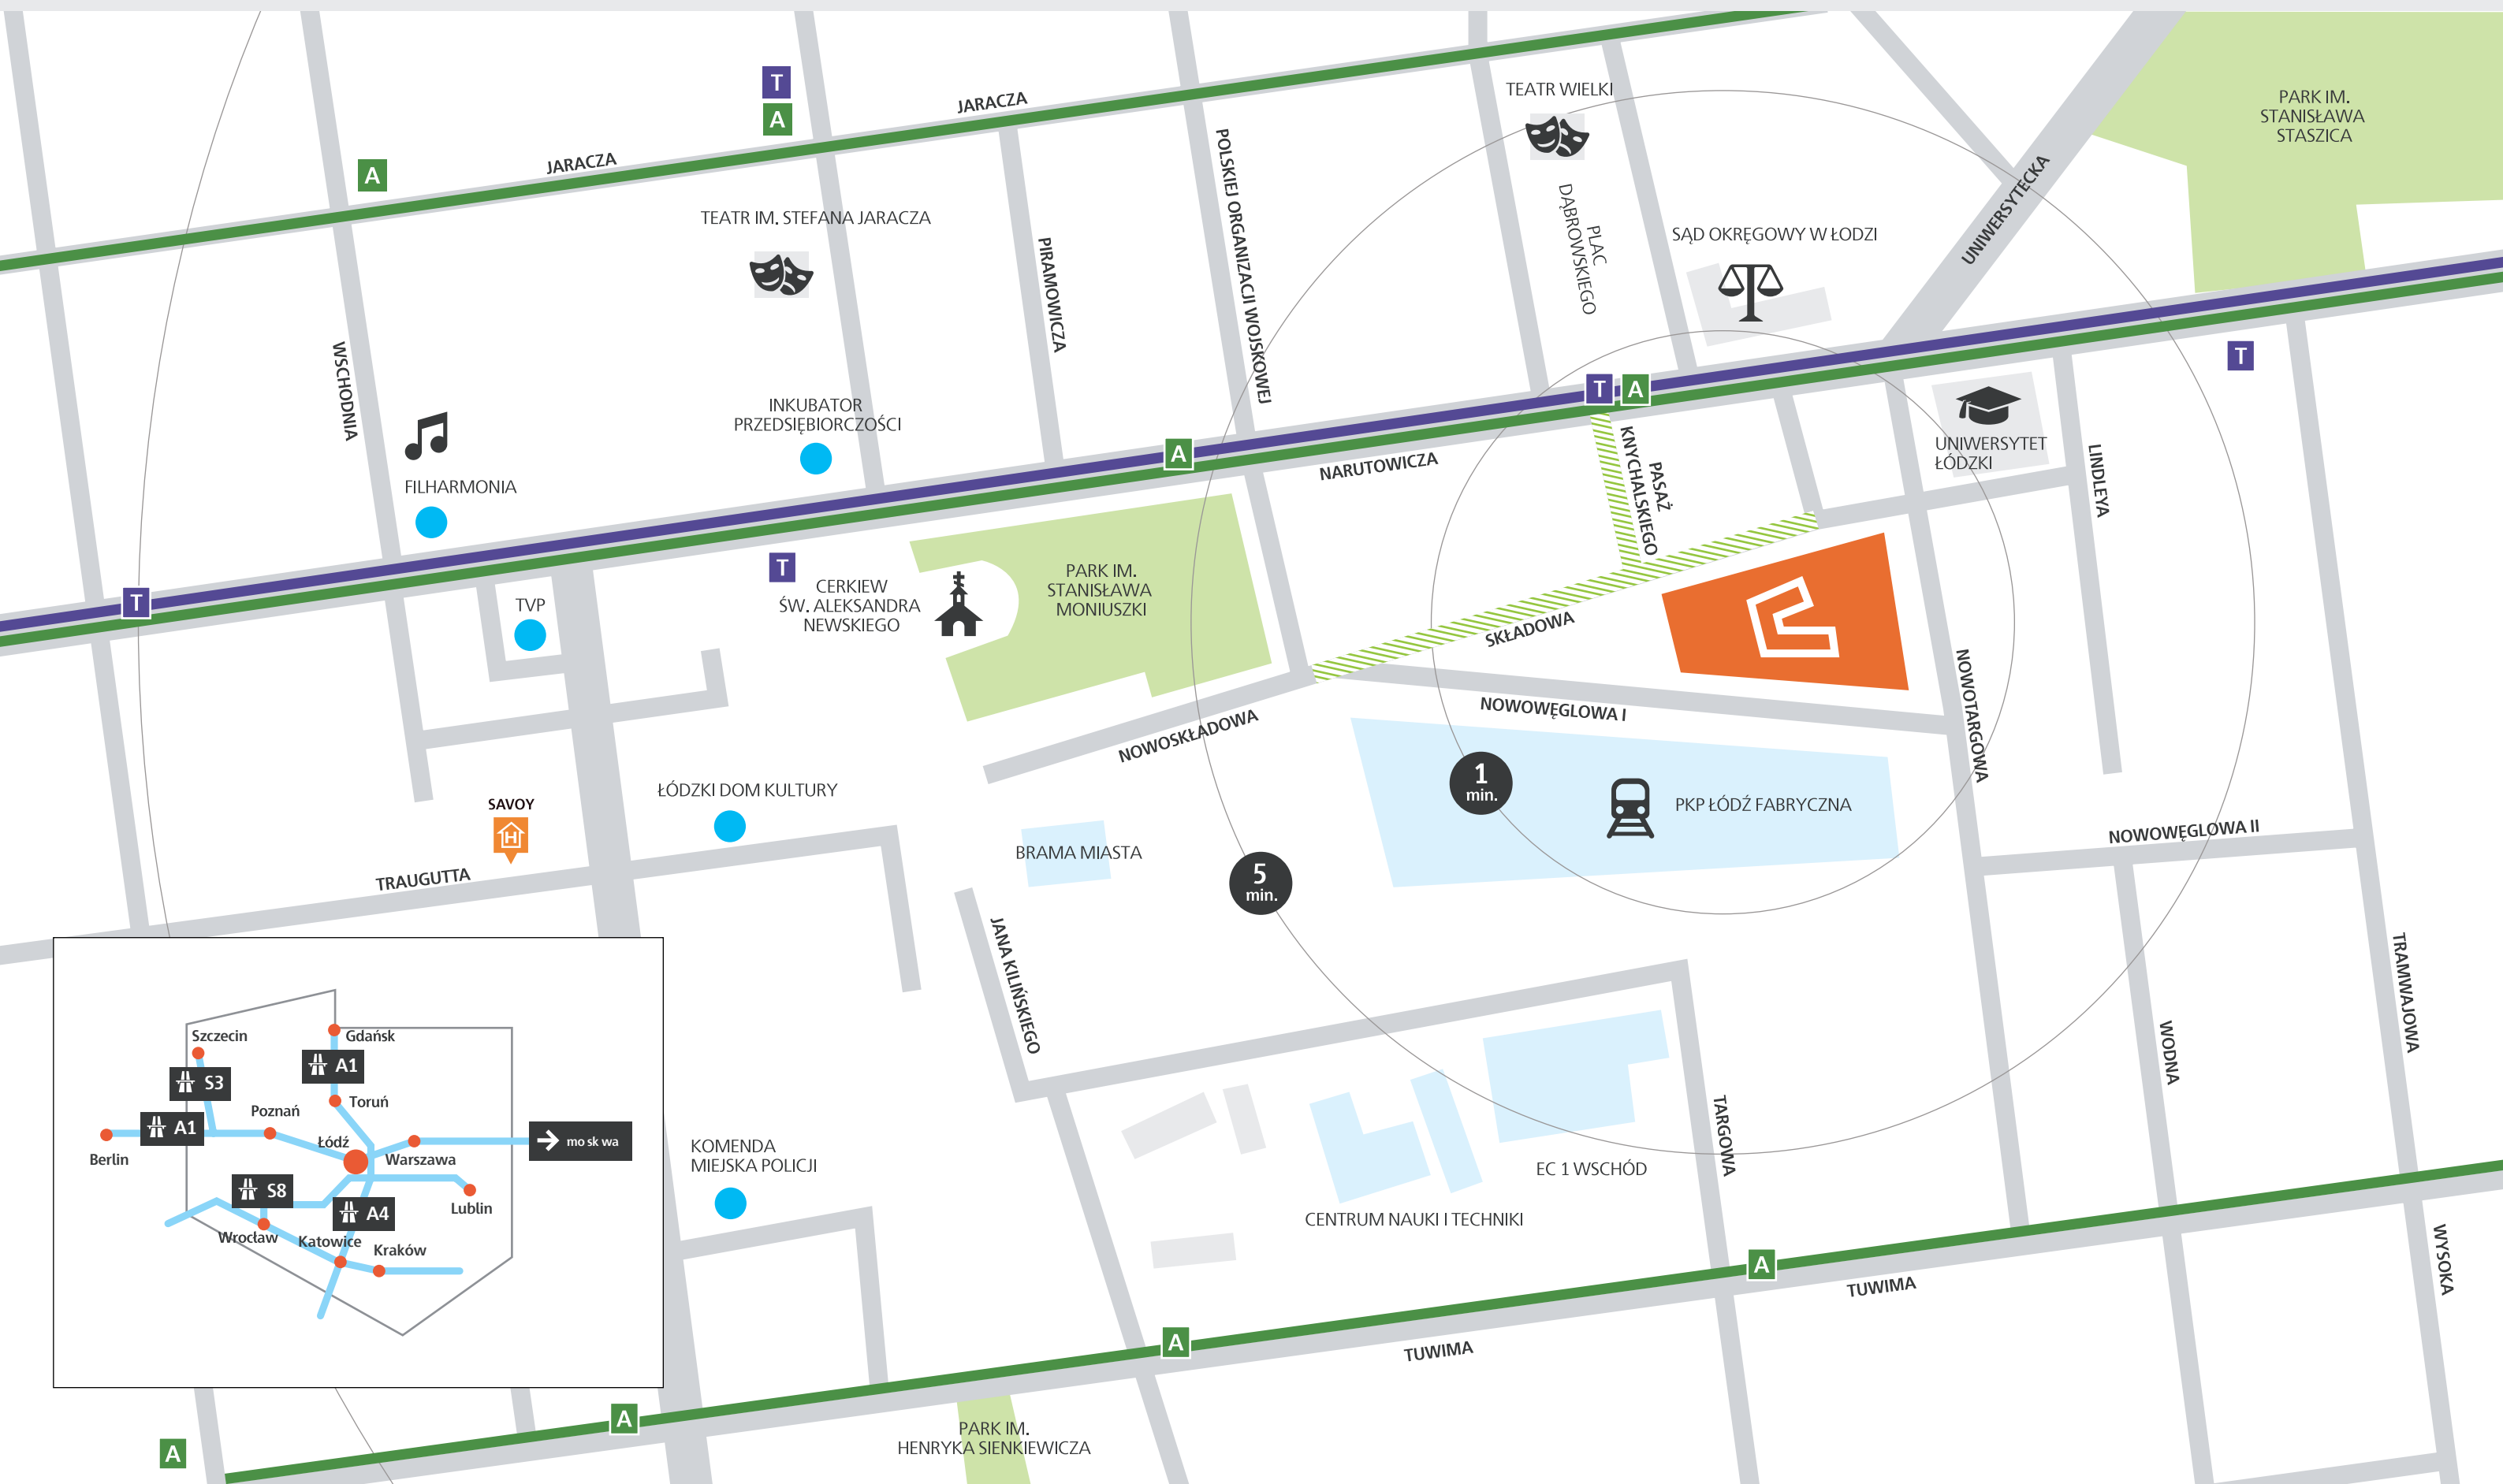 T
A
JARACZA
TEATR WIELKI
PARK IM.
STANISŁAWA
STASZICA
A
JARACZA
TEATR IM. STEFANA JARACZA
POLSKIEJ ORGANIZACJI WOJSKOWEJ
PLAC
DĄBROWSKIEGO
SĄD OKRĘGOWY W ŁODZI
UNIWERSYTECKA
PIRAMOWICZA
WSCHODNIA
T
T
A
INKUBATOR
PRZEDSIĘBIORCZOŚCI
A
NARUTOWICZA
PASAŻ
KNYCHALSKIEGO
UNIWERSYTET
ŁÓDZKI
LINDLEYA
FILHARMONIA
T
T
TVP
CERKIEW
ŚW. ALEKSANDRA
NEWSKIEGO
PARK IM.
STANISŁAWA
MONIUSZKI
SKŁADOWA
NOWOWĘGLOWA I
NOWOTARGOWA
NOWOSKŁADOWA
SAVOY
H
ŁÓDZKI DOM KULTURY
1
min.
PKP ŁÓDŹ FABRYCZNA
NOWOWĘGLOWA II
TRAUGUTTA
BRAMA MIASTA
5
min.
JANA KILIŃSKIEGO
TRAMWAJOWA
WODNA
TARGOWA
Szczecin
Gdańsk
A1
S3
Toruń
Poznań
A1
Łódź
Berlin
Warszawa
mo sk wa
S8
A4
Lublin
Wrocław
Katowice
Kraków
KOMENDA
MIEJSKA POLICJI
EC 1 WSCHÓD
CENTRUM NAUKI I TECHNIKI
A
TUWIMA
WYSOKA
A
TUWIMA
A
A
PARK IM.
HENRYKA SIENKIEWICZA